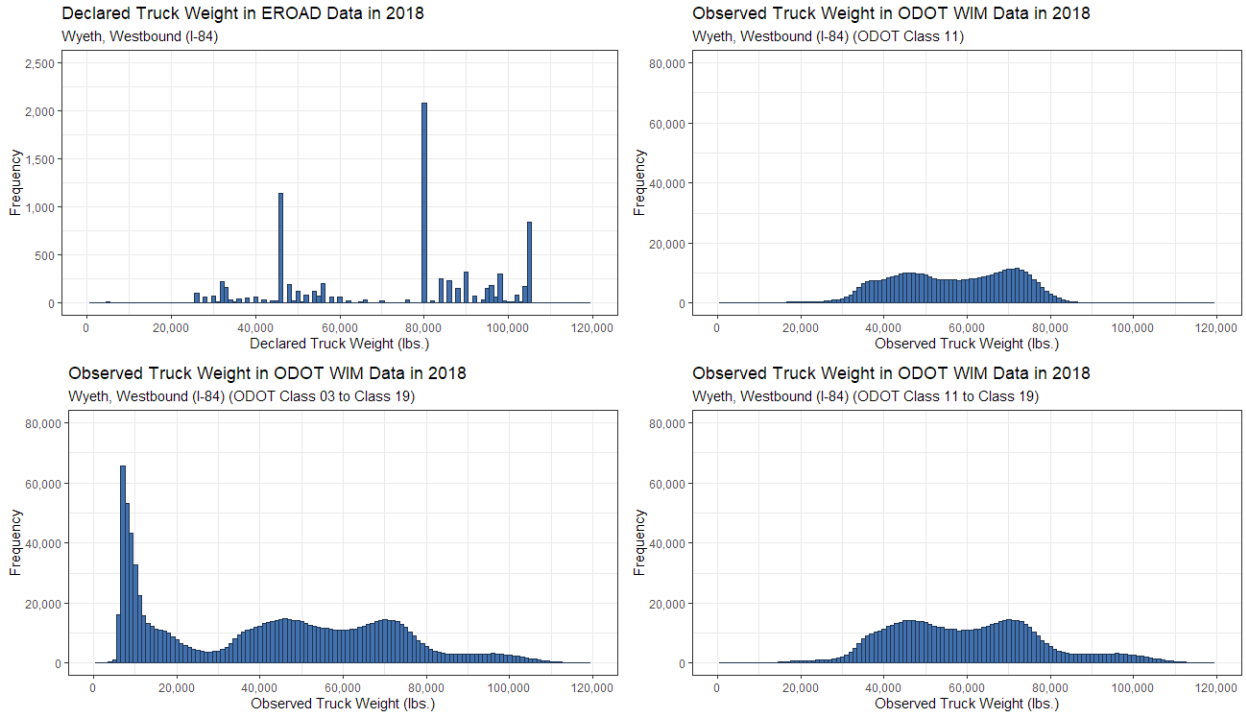 Declared Truck Weight in EROAD Data in 2018
Wyeth, Westbound (I-84)
2,500
2,000
1,500
1,000
500
0
Frequency
0 20,000 40,000 60,000 80,000 100,000 120,000
Declared Truck Weight (lbs.)
Observed Truck Weight in ODOT WIM Data in 2018
Wyeth, Westbound (I-84) (ODOT Class 11)
80,000
60,000
40,000
20,000
0
Frequency
0 20,000 40,000 60,000 80,000 100,000 120,000
Observed Truck Weight (lbs.)
Observed Truck Weight in ODOT WIM Data in 2018
Wyeth, Westbound (I-84) (ODOT Class 03 to Class 19)
80,000
60,000
40,000
20,000
0
Frequency
0 20,000 40,000 60,000 80,000 100,000 120,000
Observed Truck Weight (lbs.)
Observed Truck Weight in ODOT WIM Data in 2018
Wyeth, Westbound (I-84) (ODOT Class 11 to Class 19)
80,000
60,000
40,000
20,000
0
Frequency
0 20,000 40,000 60,000 80,000 100,000 120,000
Observed Truck Weight (lbs.)